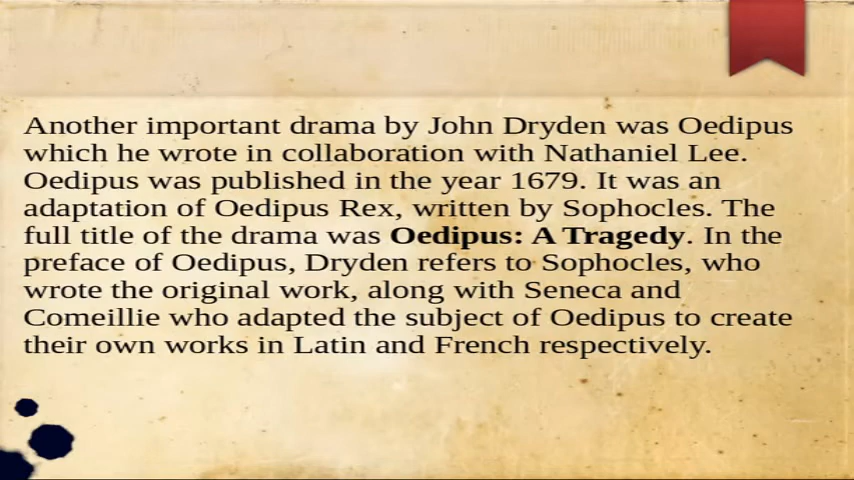 Another important drama by John Dryden was Oedipus
which he wrote in collaboration with Nathaniel Lee.
Oedipus was published in the year 1679. It was an
adaptation of Oedipus Rex, written by Sophocles. The
full title of the drama was Oedipus: A Tragedy. In the
preface of Oedipus, Dryden refers to Sophocles, who
wrote the original work, along with Seneca and
Comeillie who adapted the subject of Oedipus to create
their own works in Latin and French respectively.